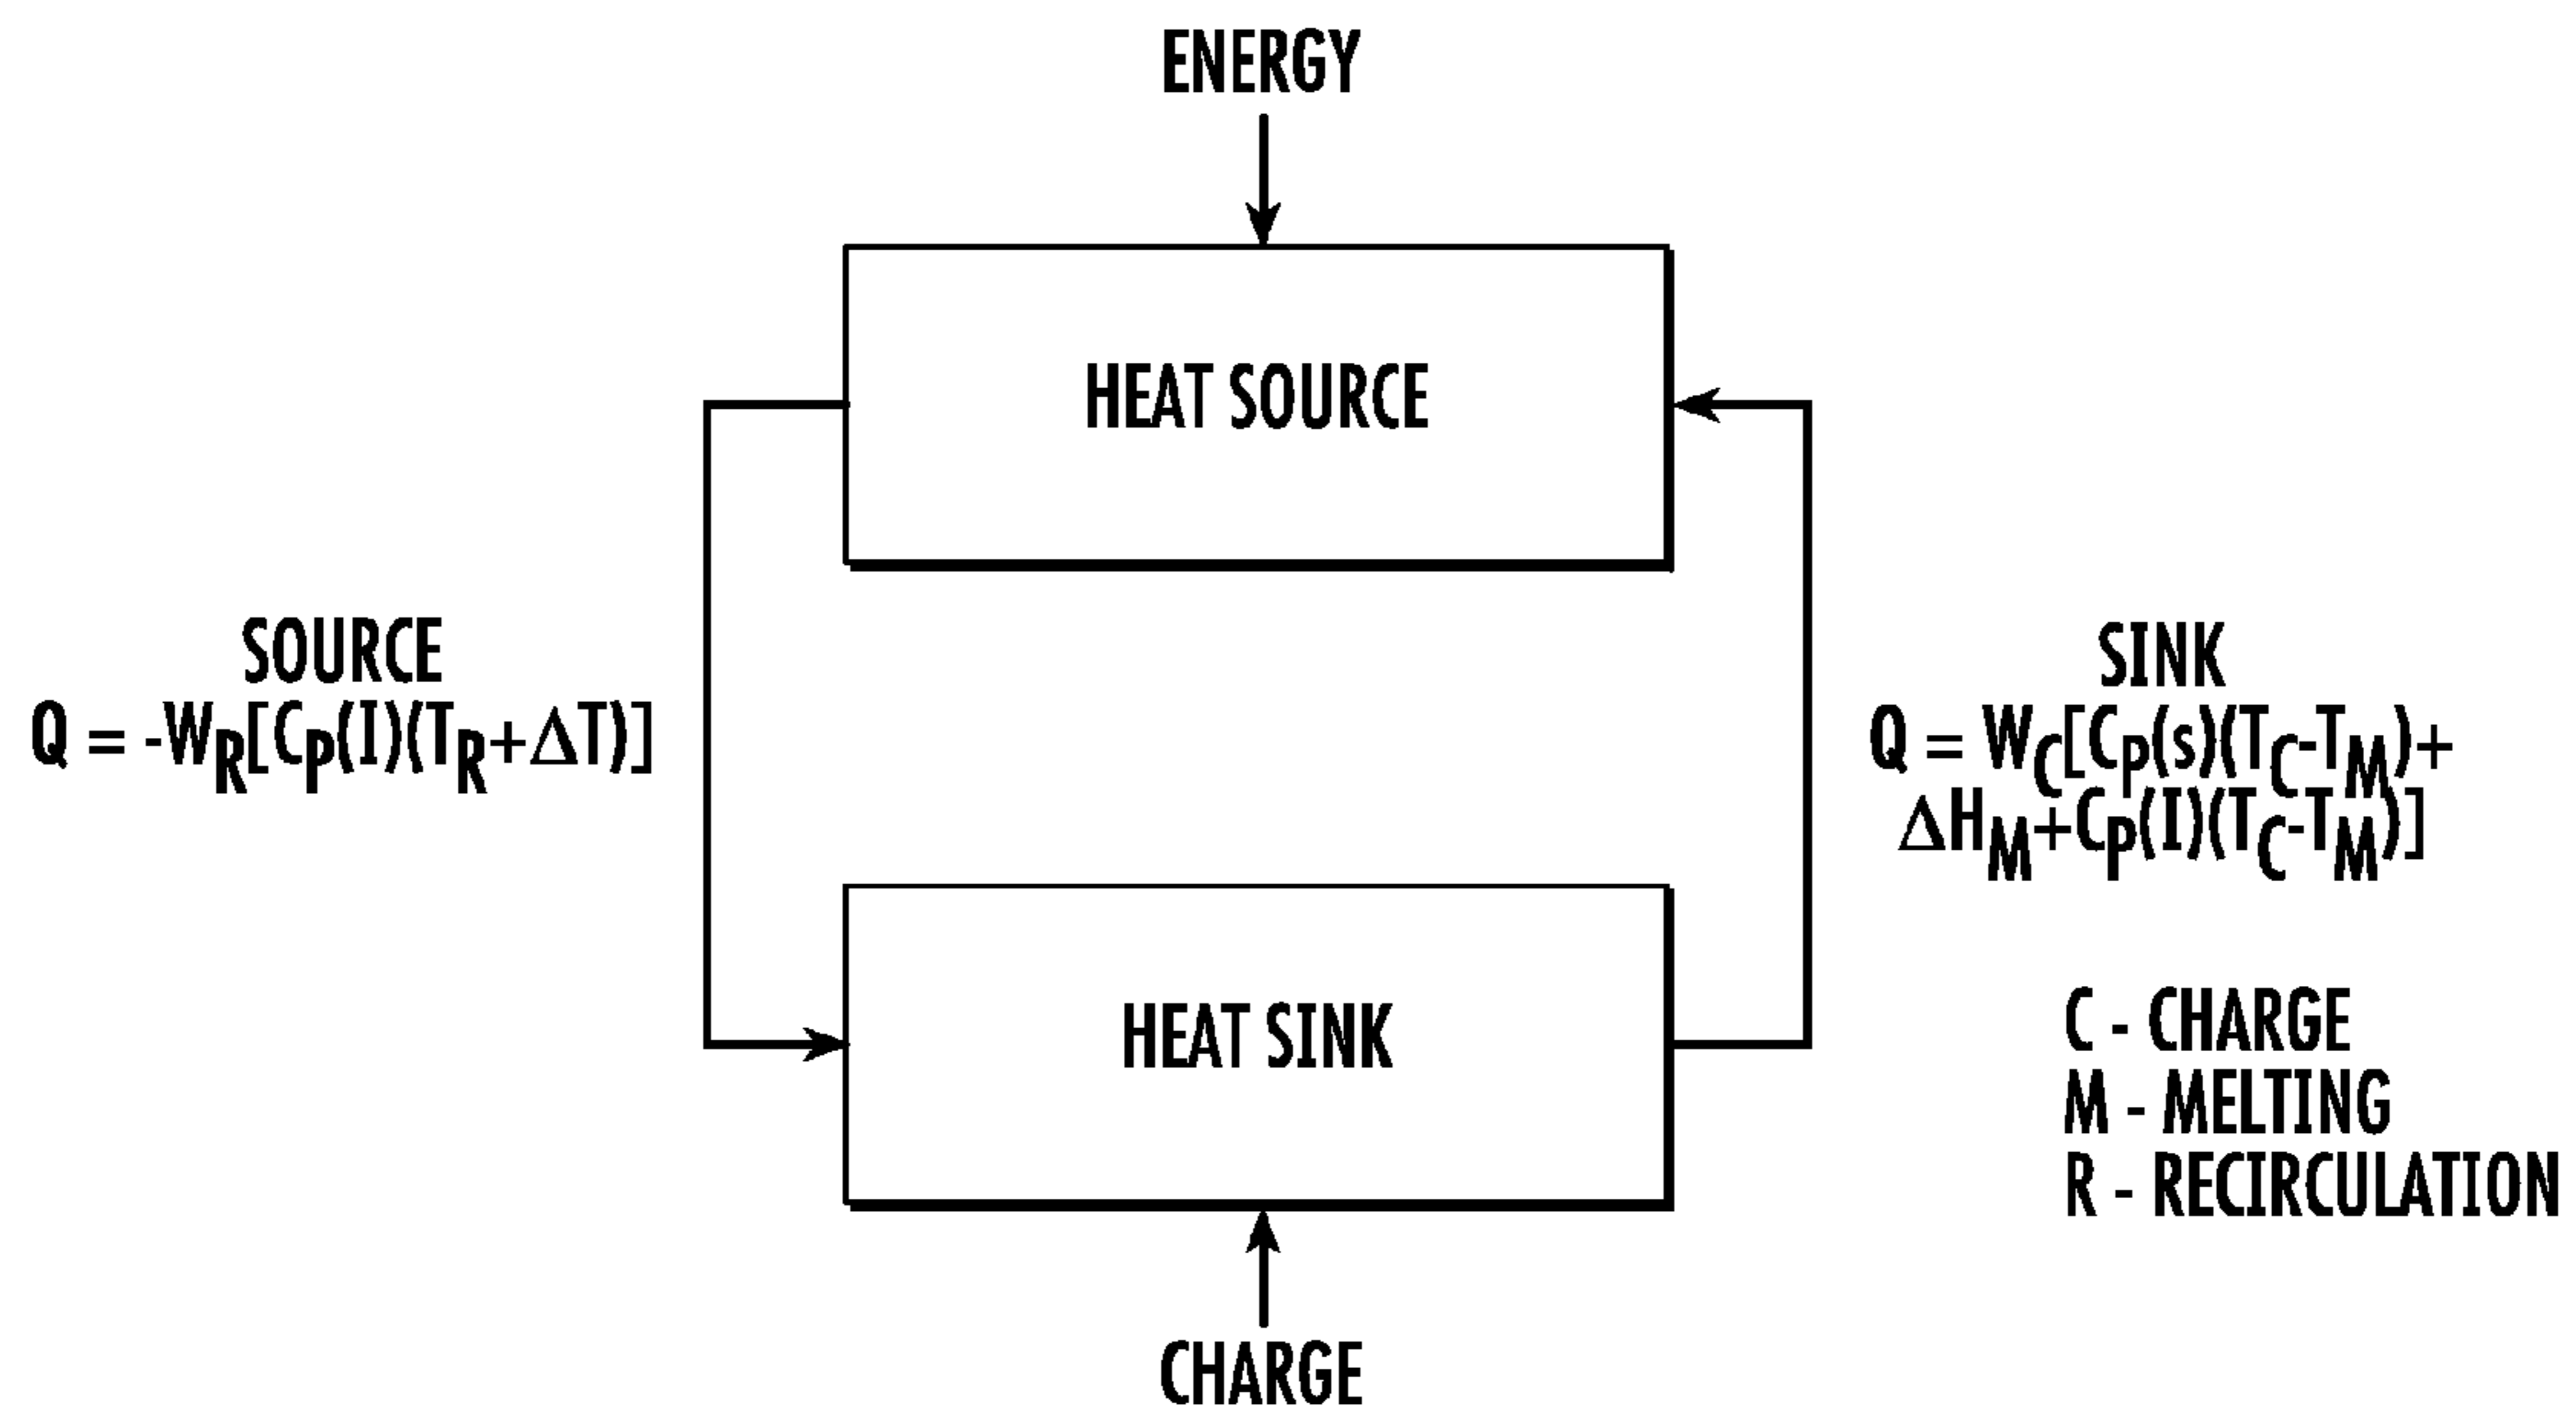 ENERGY
HEAT SOURCE
SOURCE
Q = -WR[CP(I)(TR+ΔT)]
SINK
Q = WC[CP(s)(TC-TM)+
ΔHM+CP(I)(TC-TM)]
HEAT SINK
C - CHARGE
M - MELTING
R - RECIRCULATION
CHARGE